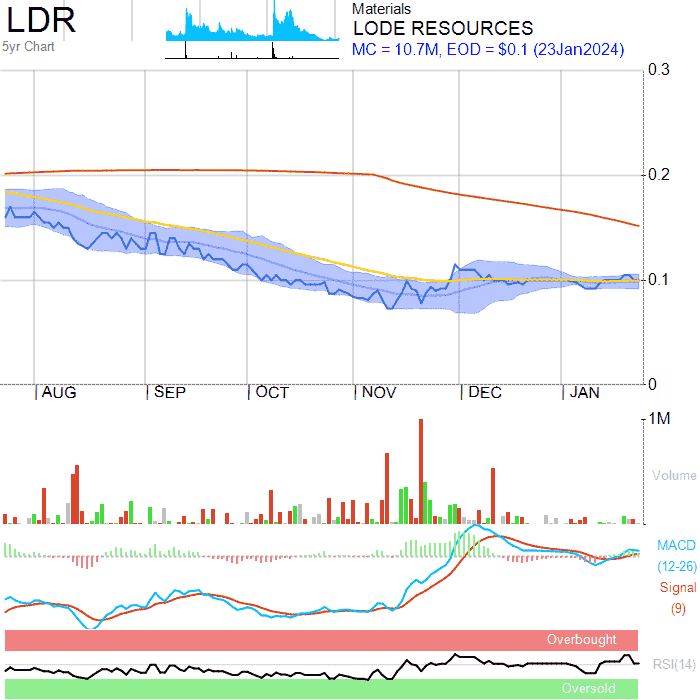 LDR
5yr Chart
Materials
LODE RESOURCES
MC = 10.7M, EOD = $0.1 (23Jan2024)
0.3
0.2
0.1
0
AUG SEP OCT NOV DEC JAN
1M
Volume
MACD
(12-26)
Signal
(9)
Overbought
RSI(14)
Oversold